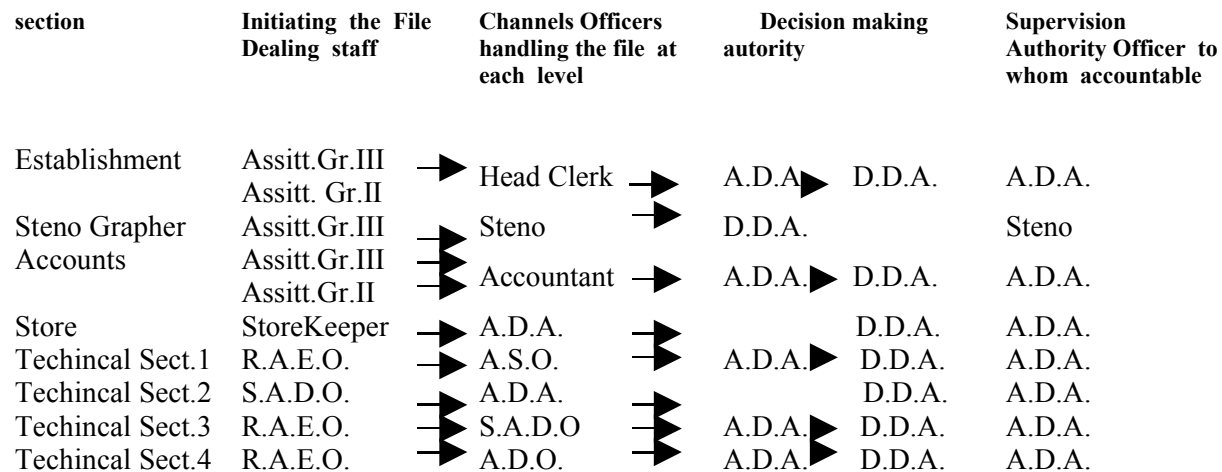 section Initiating the File Channels Officers Decision making Supervision
Dealing staff handling the file at autority Authority Officer to
each level whom accountable
Establishment Assitt.Gr.III Head Clerk A.D.A. D.D.A. A.D.A.
Assitt. Gr.II
Steno Grapher Assitt.Gr.III Steno D.D.A. Steno
Accounts Assitt.Gr.III Accountant A.D.A. D.D.A. A.D.A.
Assitt.Gr.II
Store StoreKeeper A.D.A. D.D.A. A.D.A.
Techincal Sect.1 R.A.E.O. A.S.O. A.D.A. D.D.A. A.D.A.
Techincal Sect.2 S.A.D.O. A.D.A. D.D.A. A.D.A.
Techincal Sect.3 R.A.E.O. S.A.D.O A.D.A. D.D.A. A.D.A.
Techincal Sect.4 R.A.E.O. A.D.O. A.D.A. D.D.A. A.D.A.